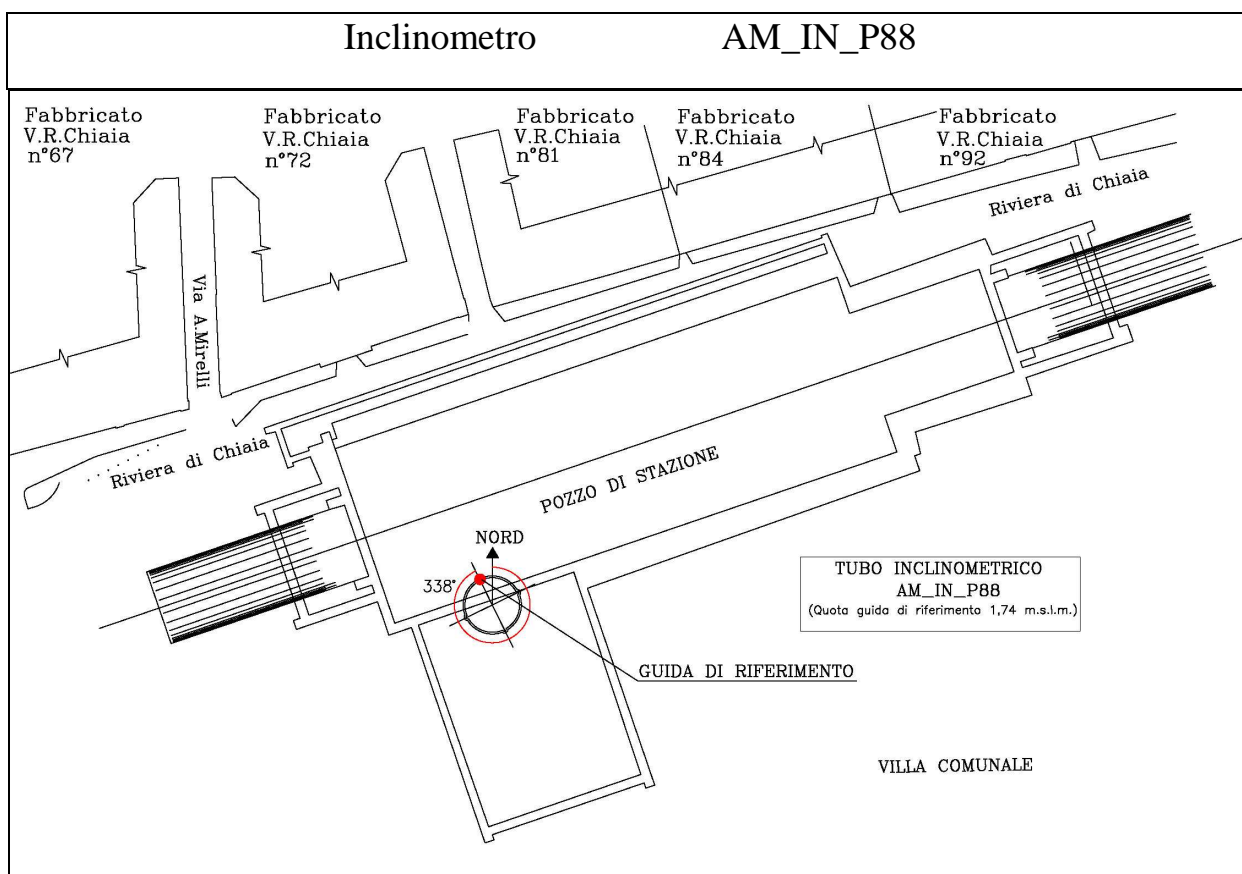 Inclinometro AM_IN_P88
Fabbricato
V.R.Chiaia
n°67
Fabbricato
V.R.Chiaia
n°72
Fabbricato
V.R.Chiaia
n°81
Fabbricato
V.R.Chiaia
n°84
Fabbricato
V.R.Chiaia
n°92
Riviera di Chiaia
Via A.Mirelli
Riviera di Chiaia
POZZO DI STAZIONE
NORD
338°
TUBO INCLINOMETRICO
AM_IN_P88
(Quota guida di riferimento 1,74 m.s.l.m.)
GUIDA DI RIFERIMENTO
VILLA COMUNALE